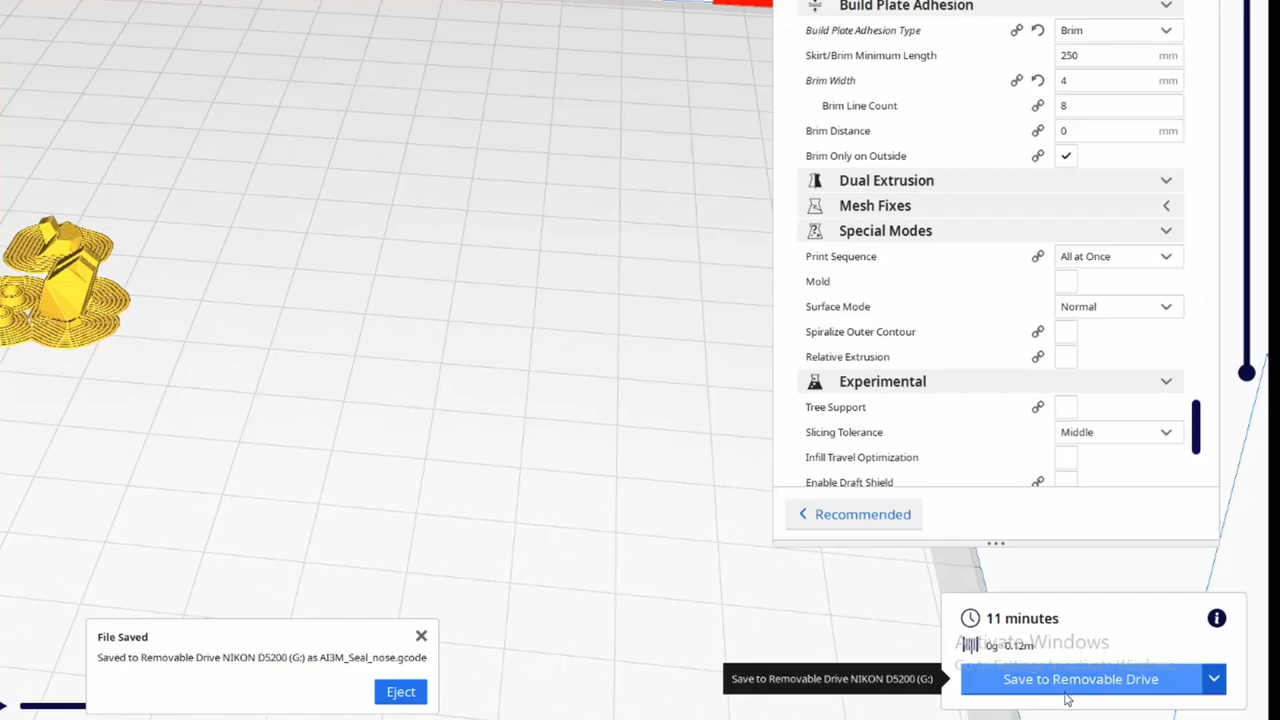 Build Plate Adhesion
Build Plate Adhesion Type Brim
Skirt/Brim Minimum Length 250 mm
Brim Width 4 mm
Brim Line Count 8
Brim Distance 0 mm
Brim Only on Outside
Dual Extrusion
Mesh Fixes
Special Modes
Print Sequence All at Once
Mold
Surface Mode Normal
Spiralize Outer Contour
Relative Extrusion
Experimental
Tree Support
Slicing Tolerance Middle
Infill Travel Optimization
Enable Draft Shield
Recommended
File Saved
Saved to Removable Drive NIKON D5200 (G:) as AI3M_Seal_nose.gcode
Eject
11 minutes
Activate Windows
0g · 0.12m
Save to Removable Drive NIKON D5200 (G:)
Save to Removable Drive